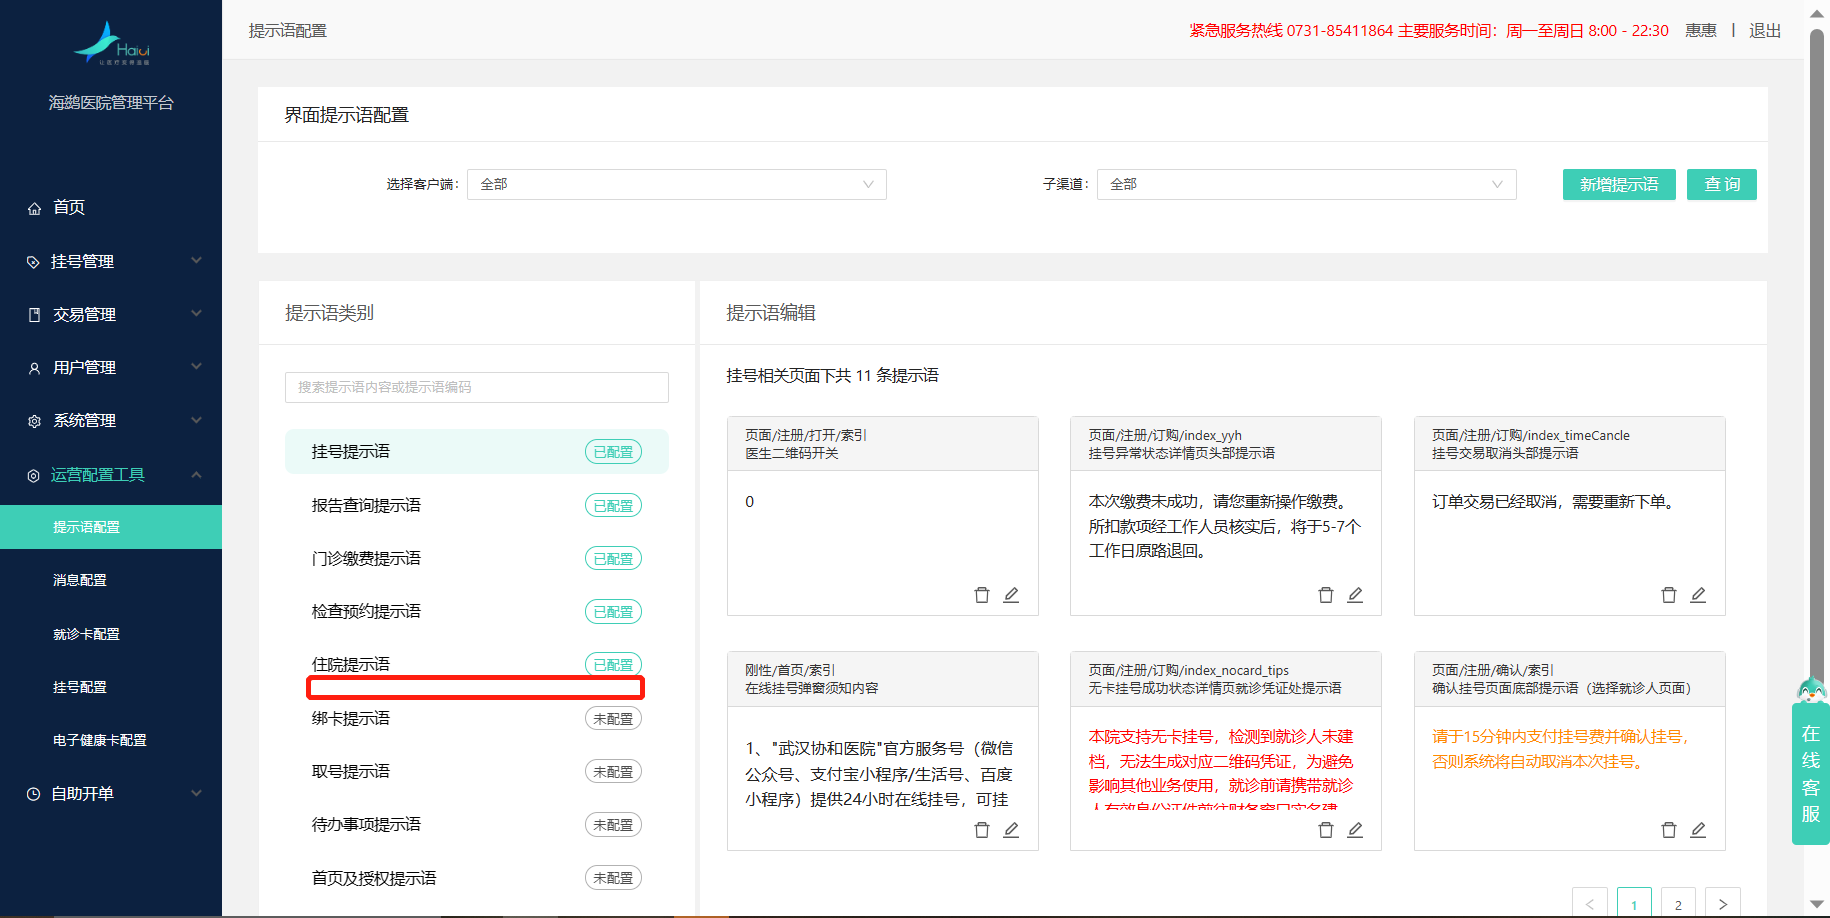 Haiui
让医疗变得温暖
海鹚医院管理平台
首页
挂号管理
交易管理
用户管理
系统管理
运营配置工具
提示语配置
消息配置
就诊卡配置
挂号配置
电子健康卡配置
自助开单
提示语配置
紧急服务热线 0731-85411864 主要服务时间：周一至周日 8:00 - 22:30
惠惠 | 退出
界面提示语配置
选择客户端： 全部
子渠道： 全部
新增提示语
查 询
提示语类别
搜索提示语内容或提示语编码
挂号提示语 已配置
报告查询提示语 已配置
门诊缴费提示语 已配置
检查预约提示语 已配置
住院提示语 已配置
绑卡提示语 未配置
取号提示语 未配置
待办事项提示语 未配置
首页及授权提示语 未配置
提示语编辑
挂号相关页面下共 11 条提示语
页面/注册/打开/索引
医生二维码开关
0
页面/注册/订购/index_yyh
挂号异常状态详情页头部提示语
本次缴费未成功，请您重新操作缴费。
所扣款项经工作人员核实后，将于5-7个
工作日原路退回。
页面/注册/订购/index_timeCancle
挂号交易取消头部提示语
订单交易已经取消，需要重新下单。
刚性/首页/索引
在线挂号弹窗须知内容
1、"武汉协和医院"官方服务号（微信
公众号、支付宝小程序/生活号、百度
小程序）提供24小时在线挂号，可挂
页面/注册/订购/index_nocard_tips
无卡挂号成功状态详情页就诊凭证处提示语
本院支持无卡挂号，检测到就诊人未建
档，无法生成对应二维码凭证，为避免
影响其他业务使用，就诊前请携带就诊
人有效身份证件前往财务窗口实名建
页面/注册/确认/索引
确认挂号页面底部提示语（选择就诊人页面）
请于15分钟内支付挂号费并确认挂号，
否则系统将自动取消本次挂号。
< 1 2 >
在线客服